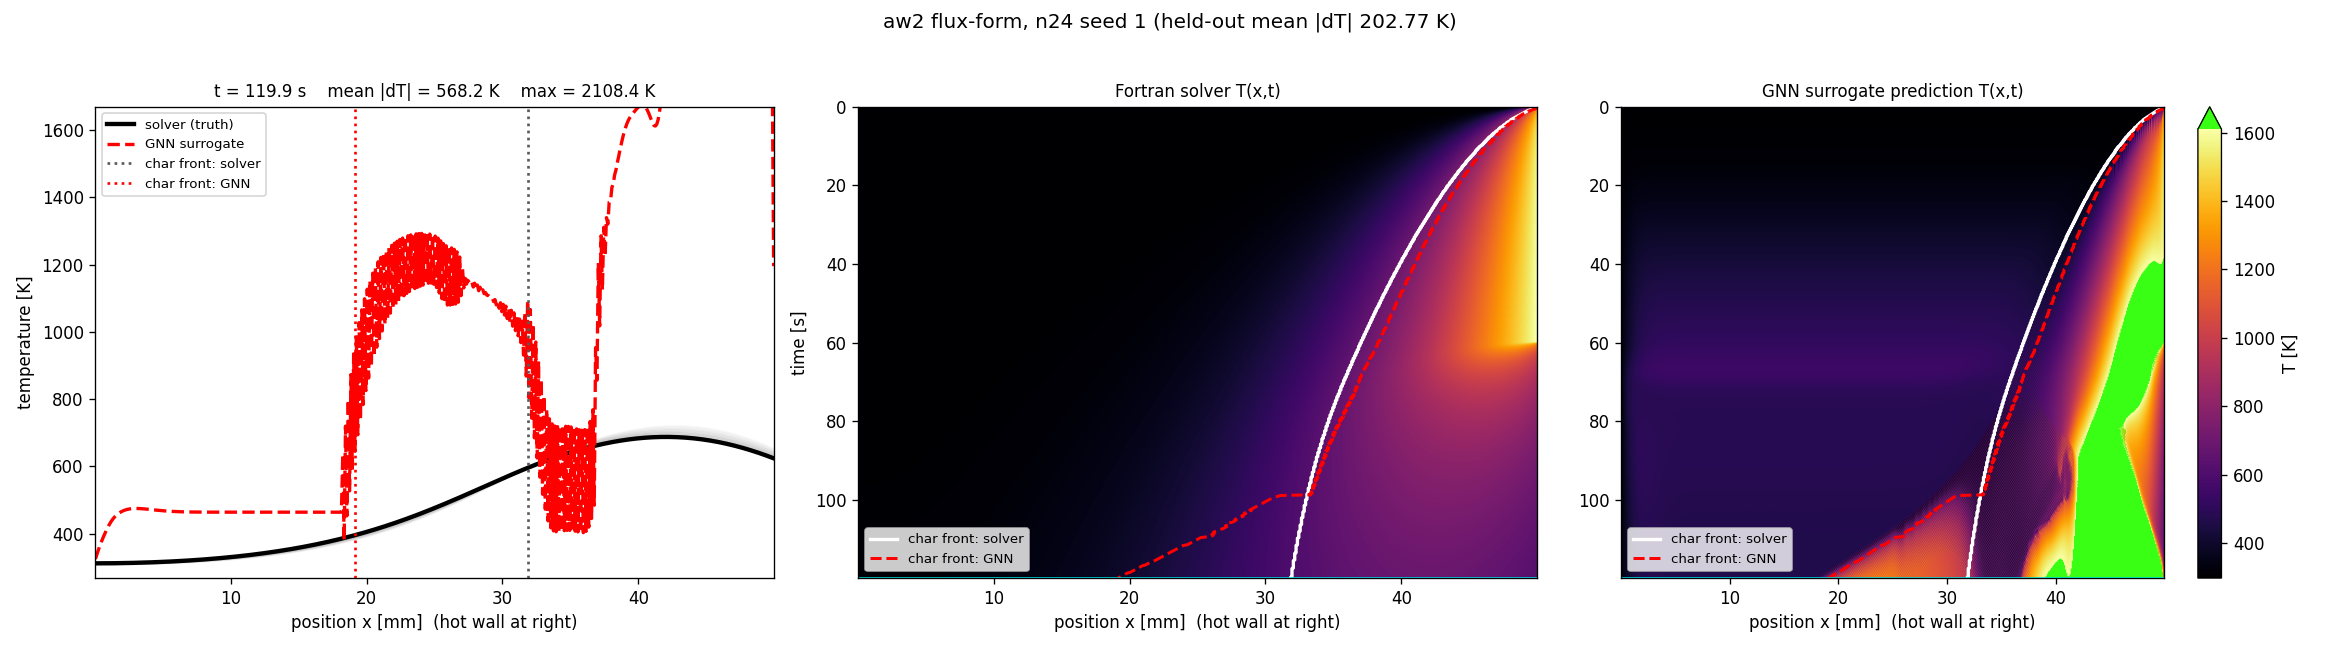 aw2 flux-form, n24 seed 1 (held-out mean |dT| 202.77 K)
t = 119.9 s    mean |dT| = 568.2 K    max = 2108.4 K
solver (truth)
GNN surrogate
char front: solver
char front: GNN
1600
1400
1200
1000
800
600
400
temperature [K]
10 20 30 40
position x [mm]  (hot wall at right)
Fortran solver T(x,t)
0
20
40
60
80
100
time [s]
char front: solver
char front: GNN
10 20 30 40
position x [mm]  (hot wall at right)
GNN surrogate prediction T(x,t)
0
20
40
60
80
100
char front: solver
char front: GNN
10 20 30 40
position x [mm]  (hot wall at right)
1600
1400
1200
1000
800
600
400
T [K]